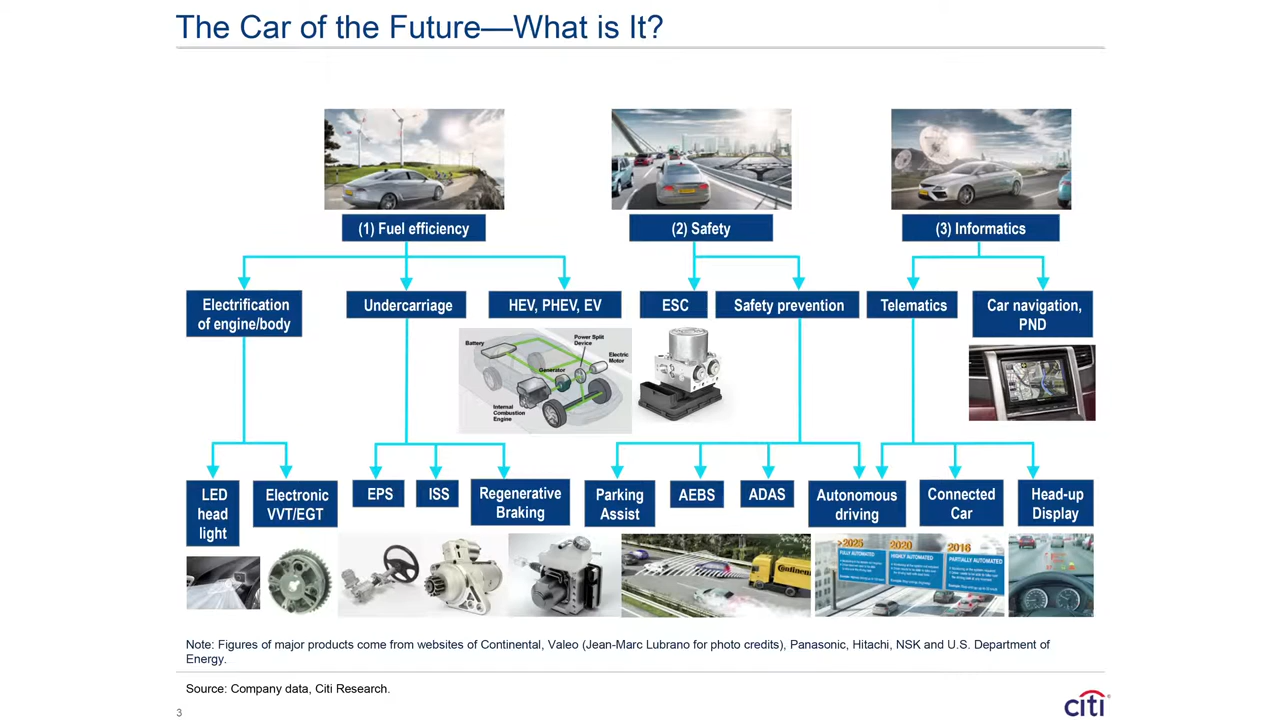 The Car of the Future—What is It?
(1) Fuel efficiency
(2) Safety
(3) Informatics
Electrification
of engine/body
Undercarriage
HEV, PHEV, EV
ESC
Safety prevention
Telematics
Car navigation,
PND
Battery
Power Split
Device
Electric
Motor
Generator
Internal
Combustion
Engine
LED
head
light
Electronic
VVT/EGT
EPS
ISS
Regenerative
Braking
Parking
Assist
AEBS
ADAS
Autonomous
driving
Connected
Car
Head-up
Display
Continental
>2025
FULLY AUTOMATED
2020
HIGHLY AUTOMATED
2016
PARTIALLY AUTOMATED
Note: Figures of major products come from websites of Continental, Valeo (Jean-Marc Lubrano for photo credits), Panasonic, Hitachi, NSK and U.S. Department of
Energy.
Source: Company data, Citi Research.
3
citi